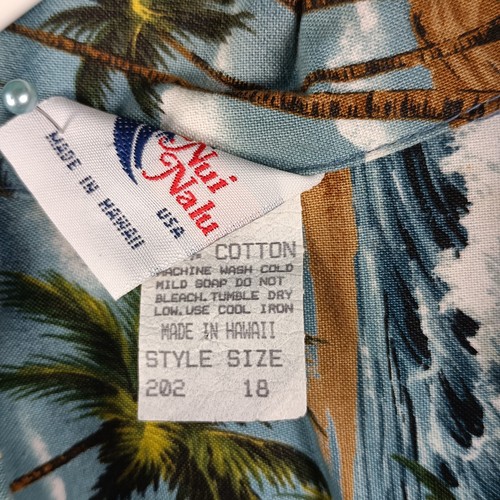 Nui
Nalu
USA
MADE IN HAWAII
% COTTON
MACHINE WASH COLD
MILD SOAP DO NOT
BLEACH.TUMBLE DRY
LOW.USE COOL IRON
MADE IN HAWAII
STYLE SIZE
202 18